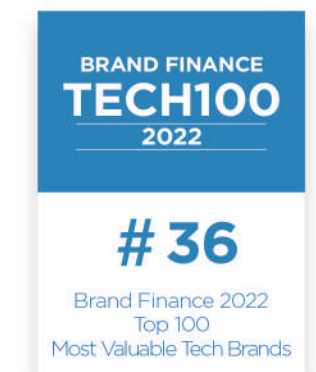 BRAND FINANCE
TECH100
2022
# 36
Brand Finance 2022
Top 100
Most Valuable Tech Brands